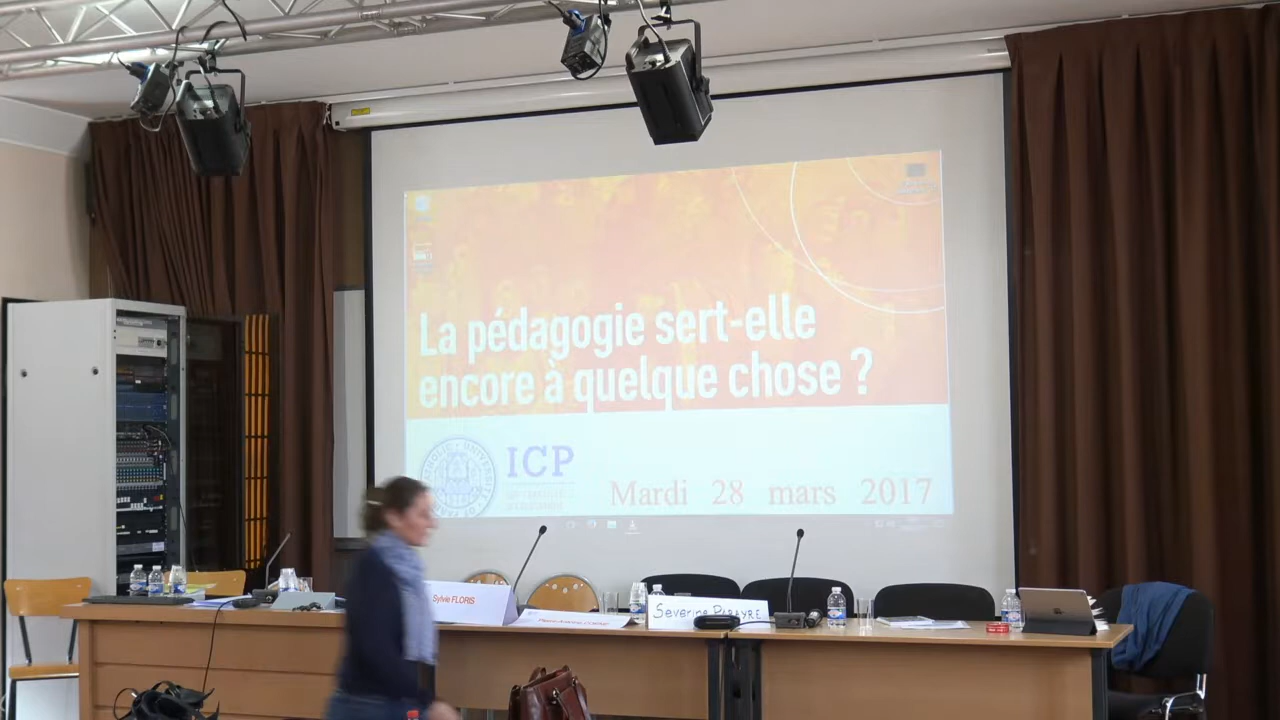 La pédagogie sert-elle
encore à quelque chose ?
ICP
Mardi 28 mars 2017
Sylvie FLORIS
Severine PARAYRE